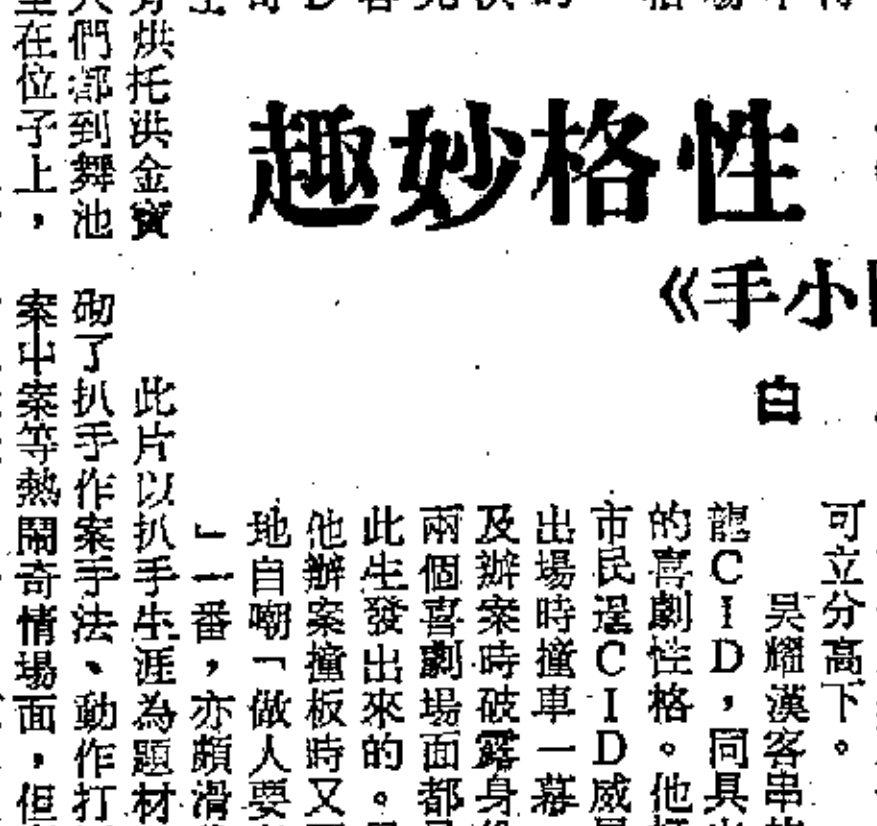 性格妙趣
小手》
白
可立分高下。
吳耀漢客串
龍CID，同具
的喜劇性格。他
市民逞CID威
出場時撞車一幕
及辦案時破露身
兩個喜劇場面都
此生發出來的。
他辦案撞板時又
地自嘲「做人要
」一番，亦頗滑
烘托洪金寶
們都到舞池
在位子上，
此片以扒手生涯為題材
砌了扒手作案手法、動作打
案中案等熱鬧奇情場面，但